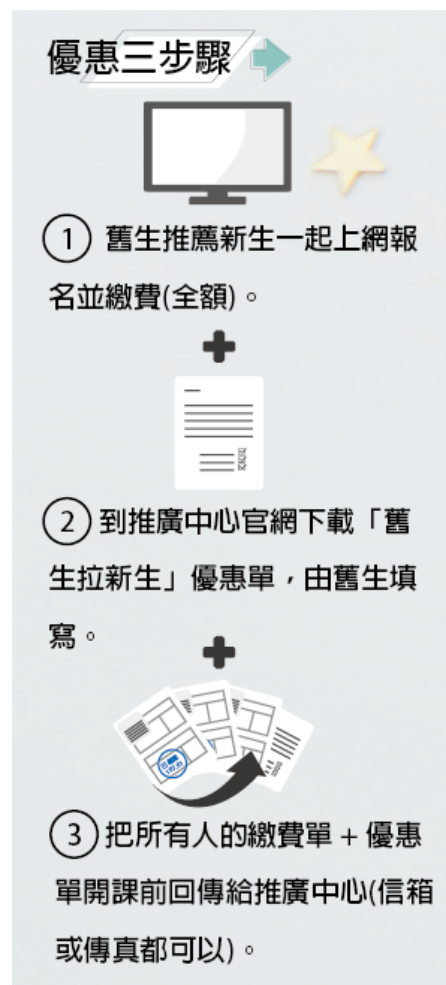 優惠三步驟
1 舊生推薦新生一起上網報
名並繳費(全額)。
2 到推廣中心官網下載「舊
生拉新生」優惠單，由舊生填
寫。
3 把所有人的繳費單 + 優惠
單開課前回傳給推廣中心(信箱
或傳真都可以)。